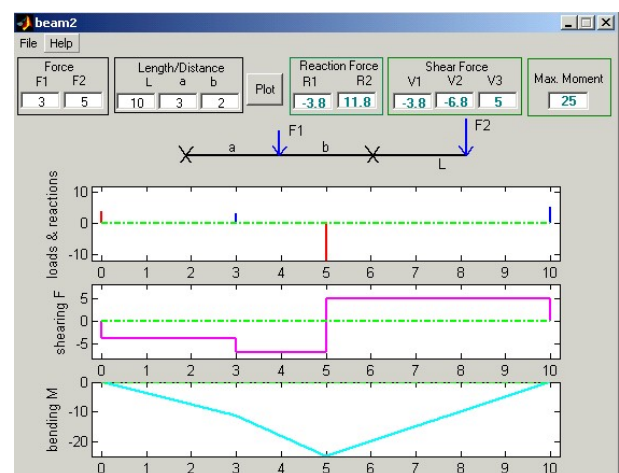 beam2
File Help
Force
F1 F2
3 5
Length/Distance
L a b
10 3 2
Plot
Reaction Force
R1 R2
-3.8 11.8
Shear Force
V1 V2 V3
-3.8 -6.8 5
Max. Moment
25
F1
F2
a
b
L
loads & reactions
10
0
-10
0 1 2 3 4 5 6 7 8 9 10
shearing F
5
0
-5
0 1 2 3 4 5 6 7 8 9 10
bending M
0
-10
-20
0 1 2 3 4 5 6 7 8 9 10